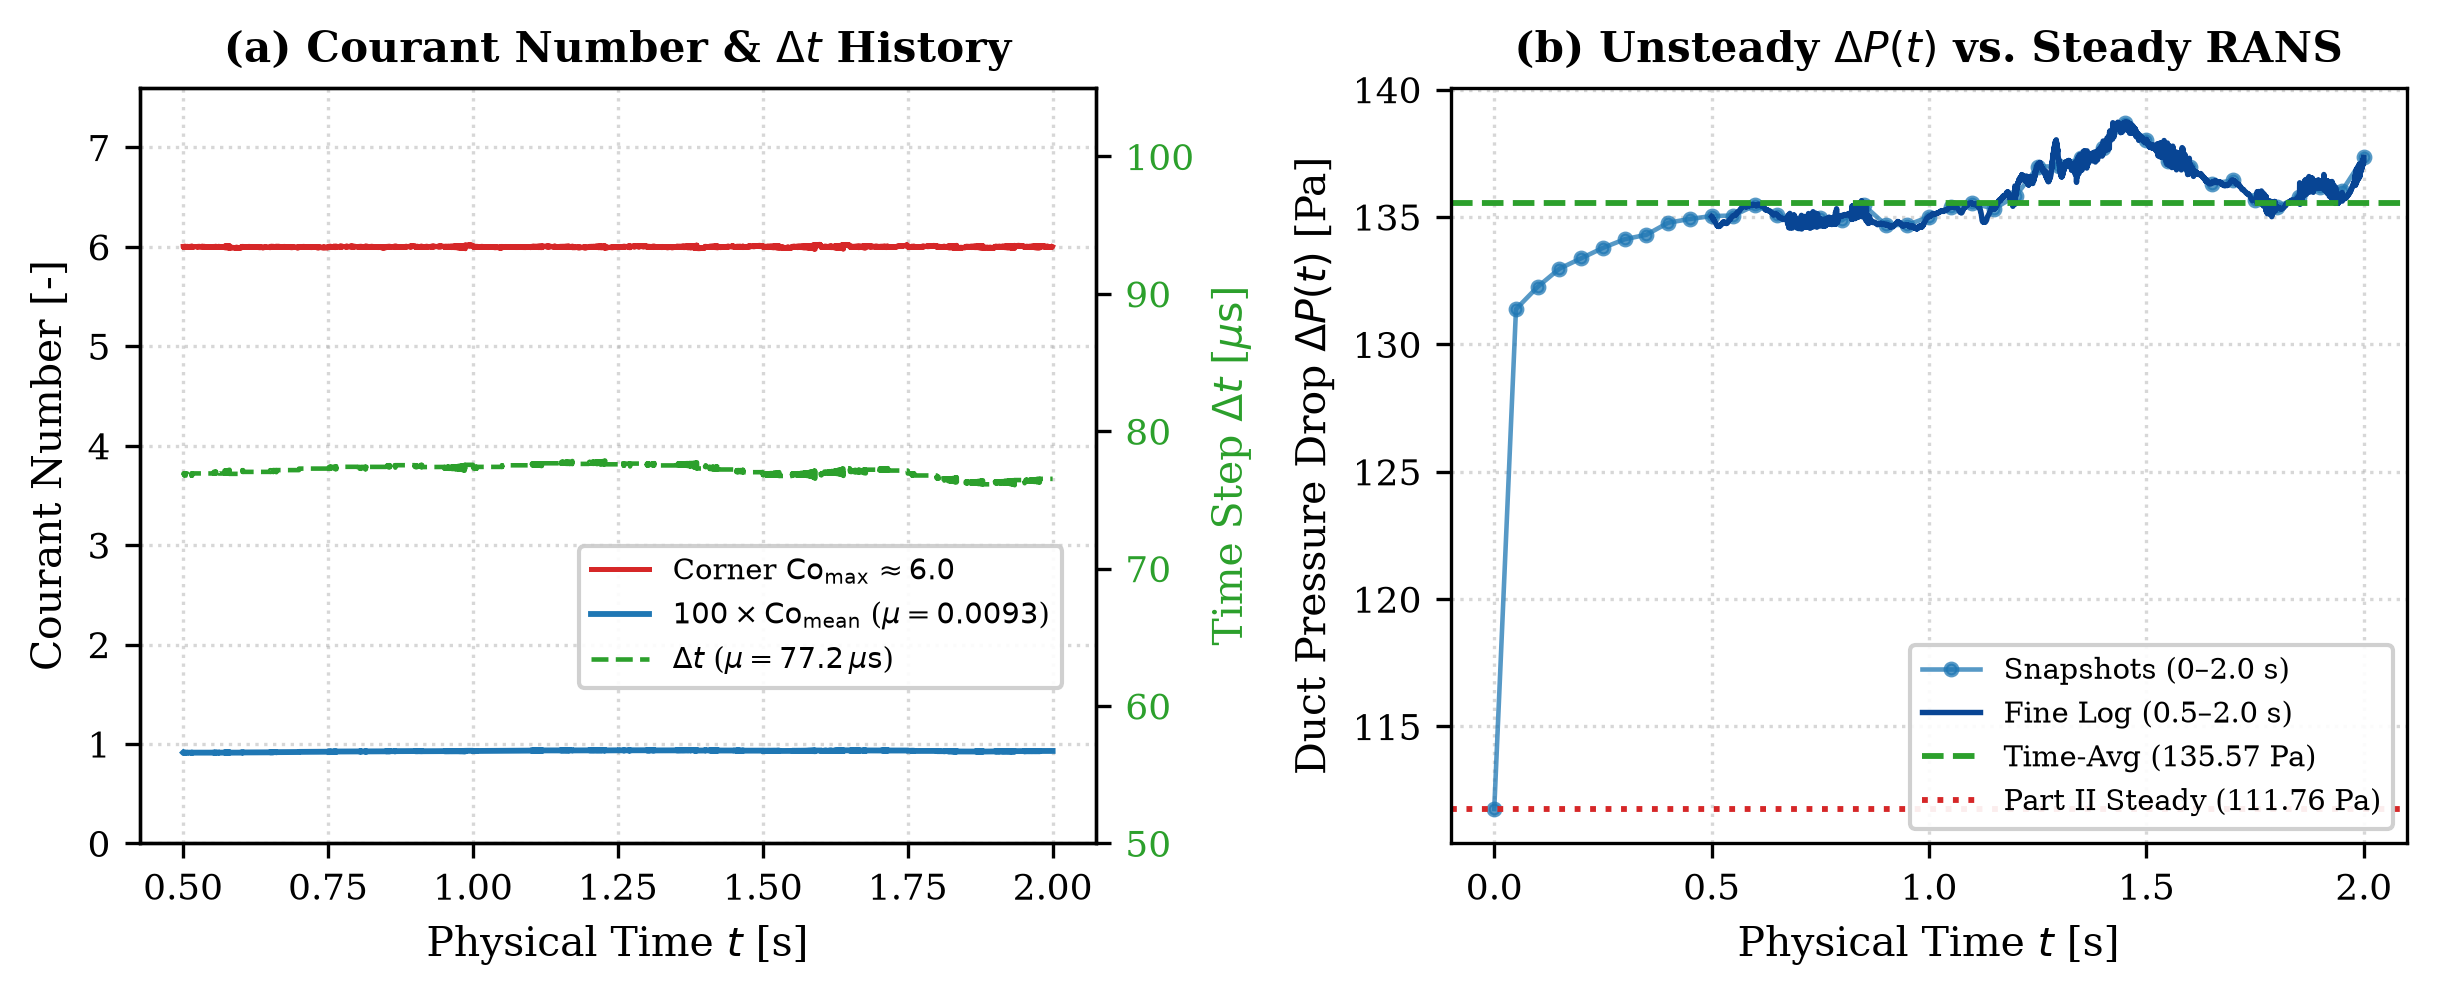 (a) Courant Number & Δt History
Courant Number [-]
7
6
5
4
3
2
1
0
0.50 0.75 1.00 1.25 1.50 1.75 2.00
Physical Time t [s]
100
90
80
70
60
50
Time Step Δt [μs]
Corner Co_max ≈ 6.0
100 × Co_mean (μ = 0.0093)
Δt (μ = 77.2 μs)
(b) Unsteady ΔP(t) vs. Steady RANS
Duct Pressure Drop ΔP(t) [Pa]
140
135
130
125
120
115
0.0 0.5 1.0 1.5 2.0
Physical Time t [s]
Snapshots (0–2.0 s)
Fine Log (0.5–2.0 s)
Time-Avg (135.57 Pa)
Part II Steady (111.76 Pa)